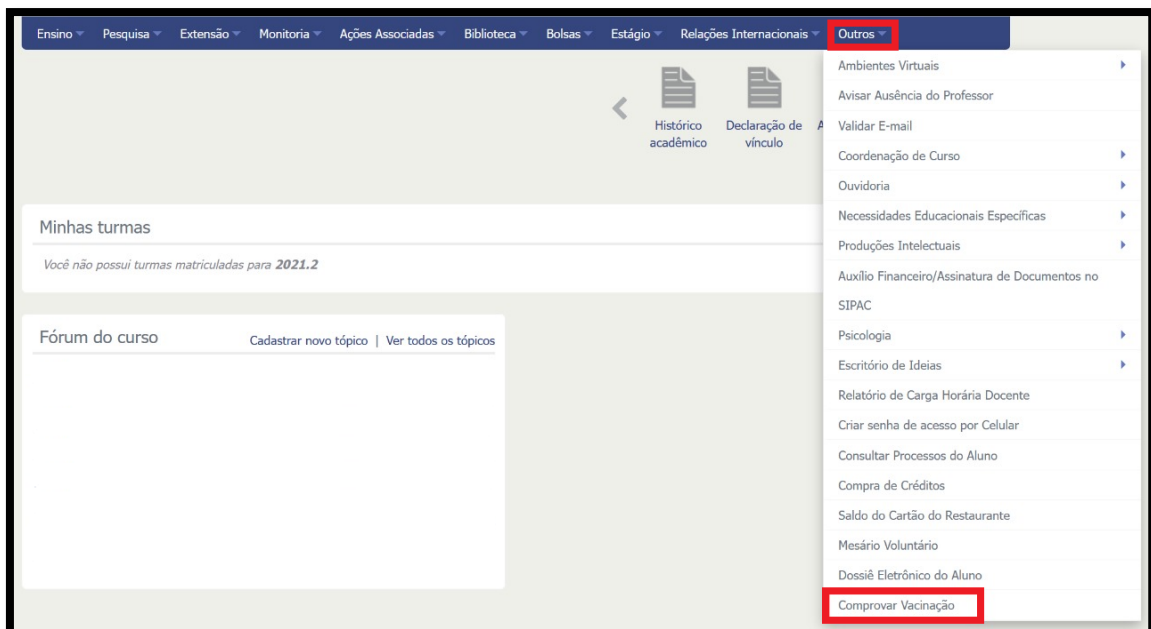 Ensino Pesquisa Extensão Monitoria Ações Associadas Biblioteca Bolsas Estágio Relações Internacionais Outros
Histórico
acadêmico
Declaração de
vínculo
A
Minhas turmas
Você não possui turmas matriculadas para 2021.2
Fórum do curso
Cadastrar novo tópico | Ver todos os tópicos
Ambientes Virtuais
Avisar Ausência do Professor
Validar E-mail
Coordenação de Curso
Ouvidoria
Necessidades Educacionais Específicas
Produções Intelectuais
Auxílio Financeiro/Assinatura de Documentos no
SIPAC
Psicologia
Escritório de Ideias
Relatório de Carga Horária Docente
Criar senha de acesso por Celular
Consultar Processos do Aluno
Compra de Créditos
Saldo do Cartão do Restaurante
Mesário Voluntário
Dossiê Eletrônico do Aluno
Comprovar Vacinação